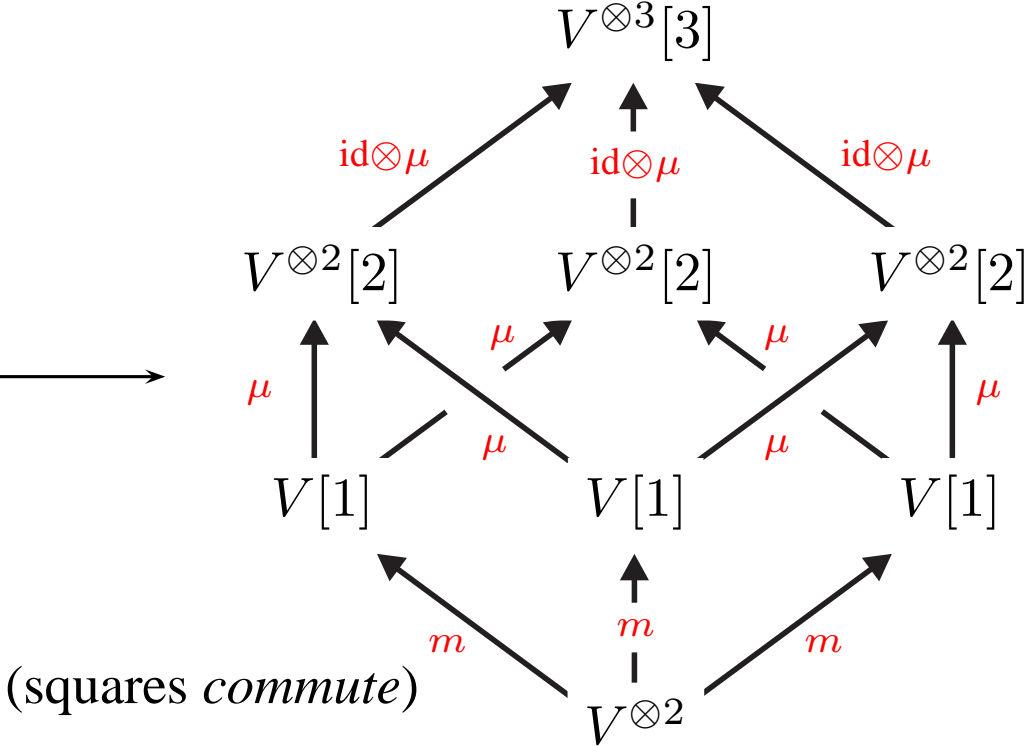 V⊗3[3]
id⊗μ id⊗μ id⊗μ
V⊗2[2] V⊗2[2] V⊗2[2]
μ μ
μ μ
μ μ
V[1] V[1] V[1]
m m m
(squares commute)
V⊗2